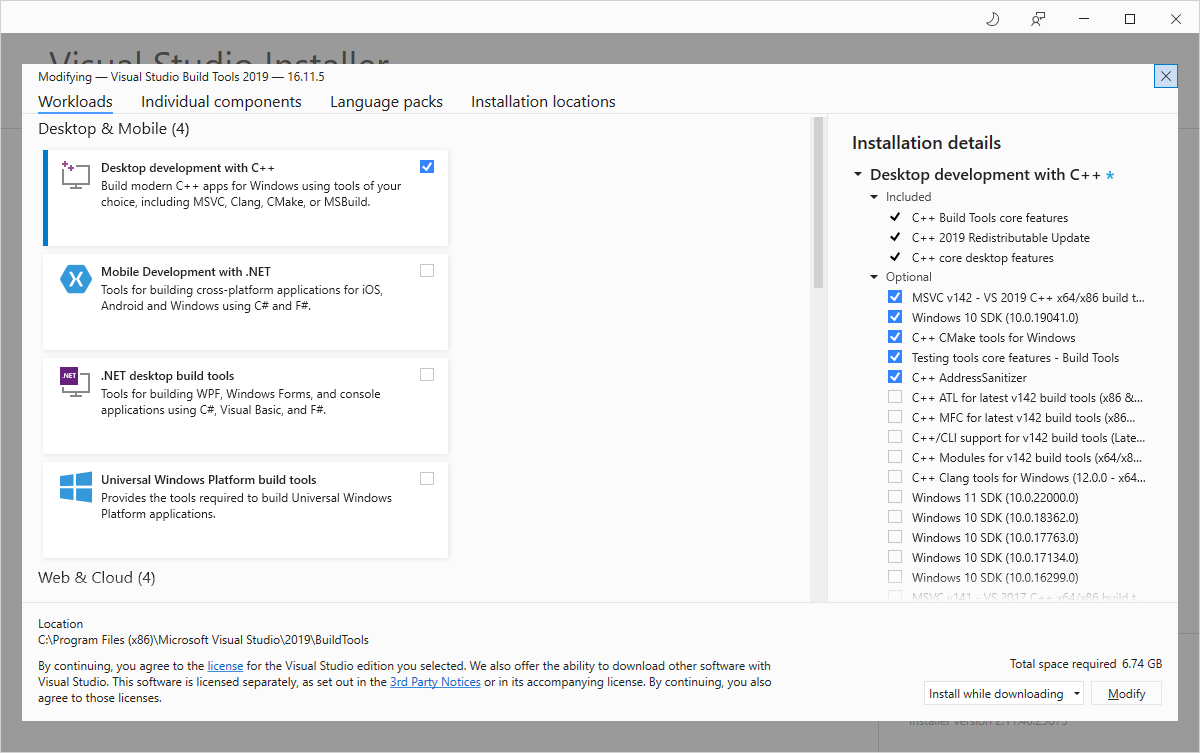 Visual Studio Installer
Modifying — Visual Studio Build Tools 2019 — 16.11.5
Workloads
Individual components
Language packs
Installation locations
Desktop & Mobile (4)
Desktop development with C++
Build modern C++ apps for Windows using tools of your
choice, including MSVC, Clang, CMake, or MSBuild.
Mobile Development with .NET
Tools for building cross-platform applications for iOS,
Android and Windows using C# and F#.
.NET
.NET desktop build tools
Tools for building WPF, Windows Forms, and console
applications using C#, Visual Basic, and F#.
Universal Windows Platform build tools
Provides the tools required to build Universal Windows
Platform applications.
Web & Cloud (4)
Installation details
Desktop development with C++ *
Included
C++ Build Tools core features
C++ 2019 Redistributable Update
C++ core desktop features
Optional
MSVC v142 - VS 2019 C++ x64/x86 build t...
Windows 10 SDK (10.0.19041.0)
C++ CMake tools for Windows
Testing tools core features - Build Tools
C++ AddressSanitizer
C++ ATL for latest v142 build tools (x86 &...
C++ MFC for latest v142 build tools (x86...
C++/CLI support for v142 build tools (Late...
C++ Modules for v142 build tools (x64/x8...
C++ Clang tools for Windows (12.0.0 - x64...
Windows 11 SDK (10.0.22000.0)
Windows 10 SDK (10.0.18362.0)
Windows 10 SDK (10.0.17763.0)
Windows 10 SDK (10.0.17134.0)
Windows 10 SDK (10.0.16299.0)
MSVC v141 - VS 2017 C++ x64/x86 build t...
Location
C:\Program Files (x86)\Microsoft Visual Studio\2019\BuildTools
By continuing, you agree to the license for the Visual Studio edition you selected. We also offer the ability to download other software with
Visual Studio. This software is licensed separately, as set out in the 3rd Party Notices or in its accompanying license. By continuing, you also
agree to those licenses.
Total space required 6.74 GB
Install while downloading
Modify
Installer version